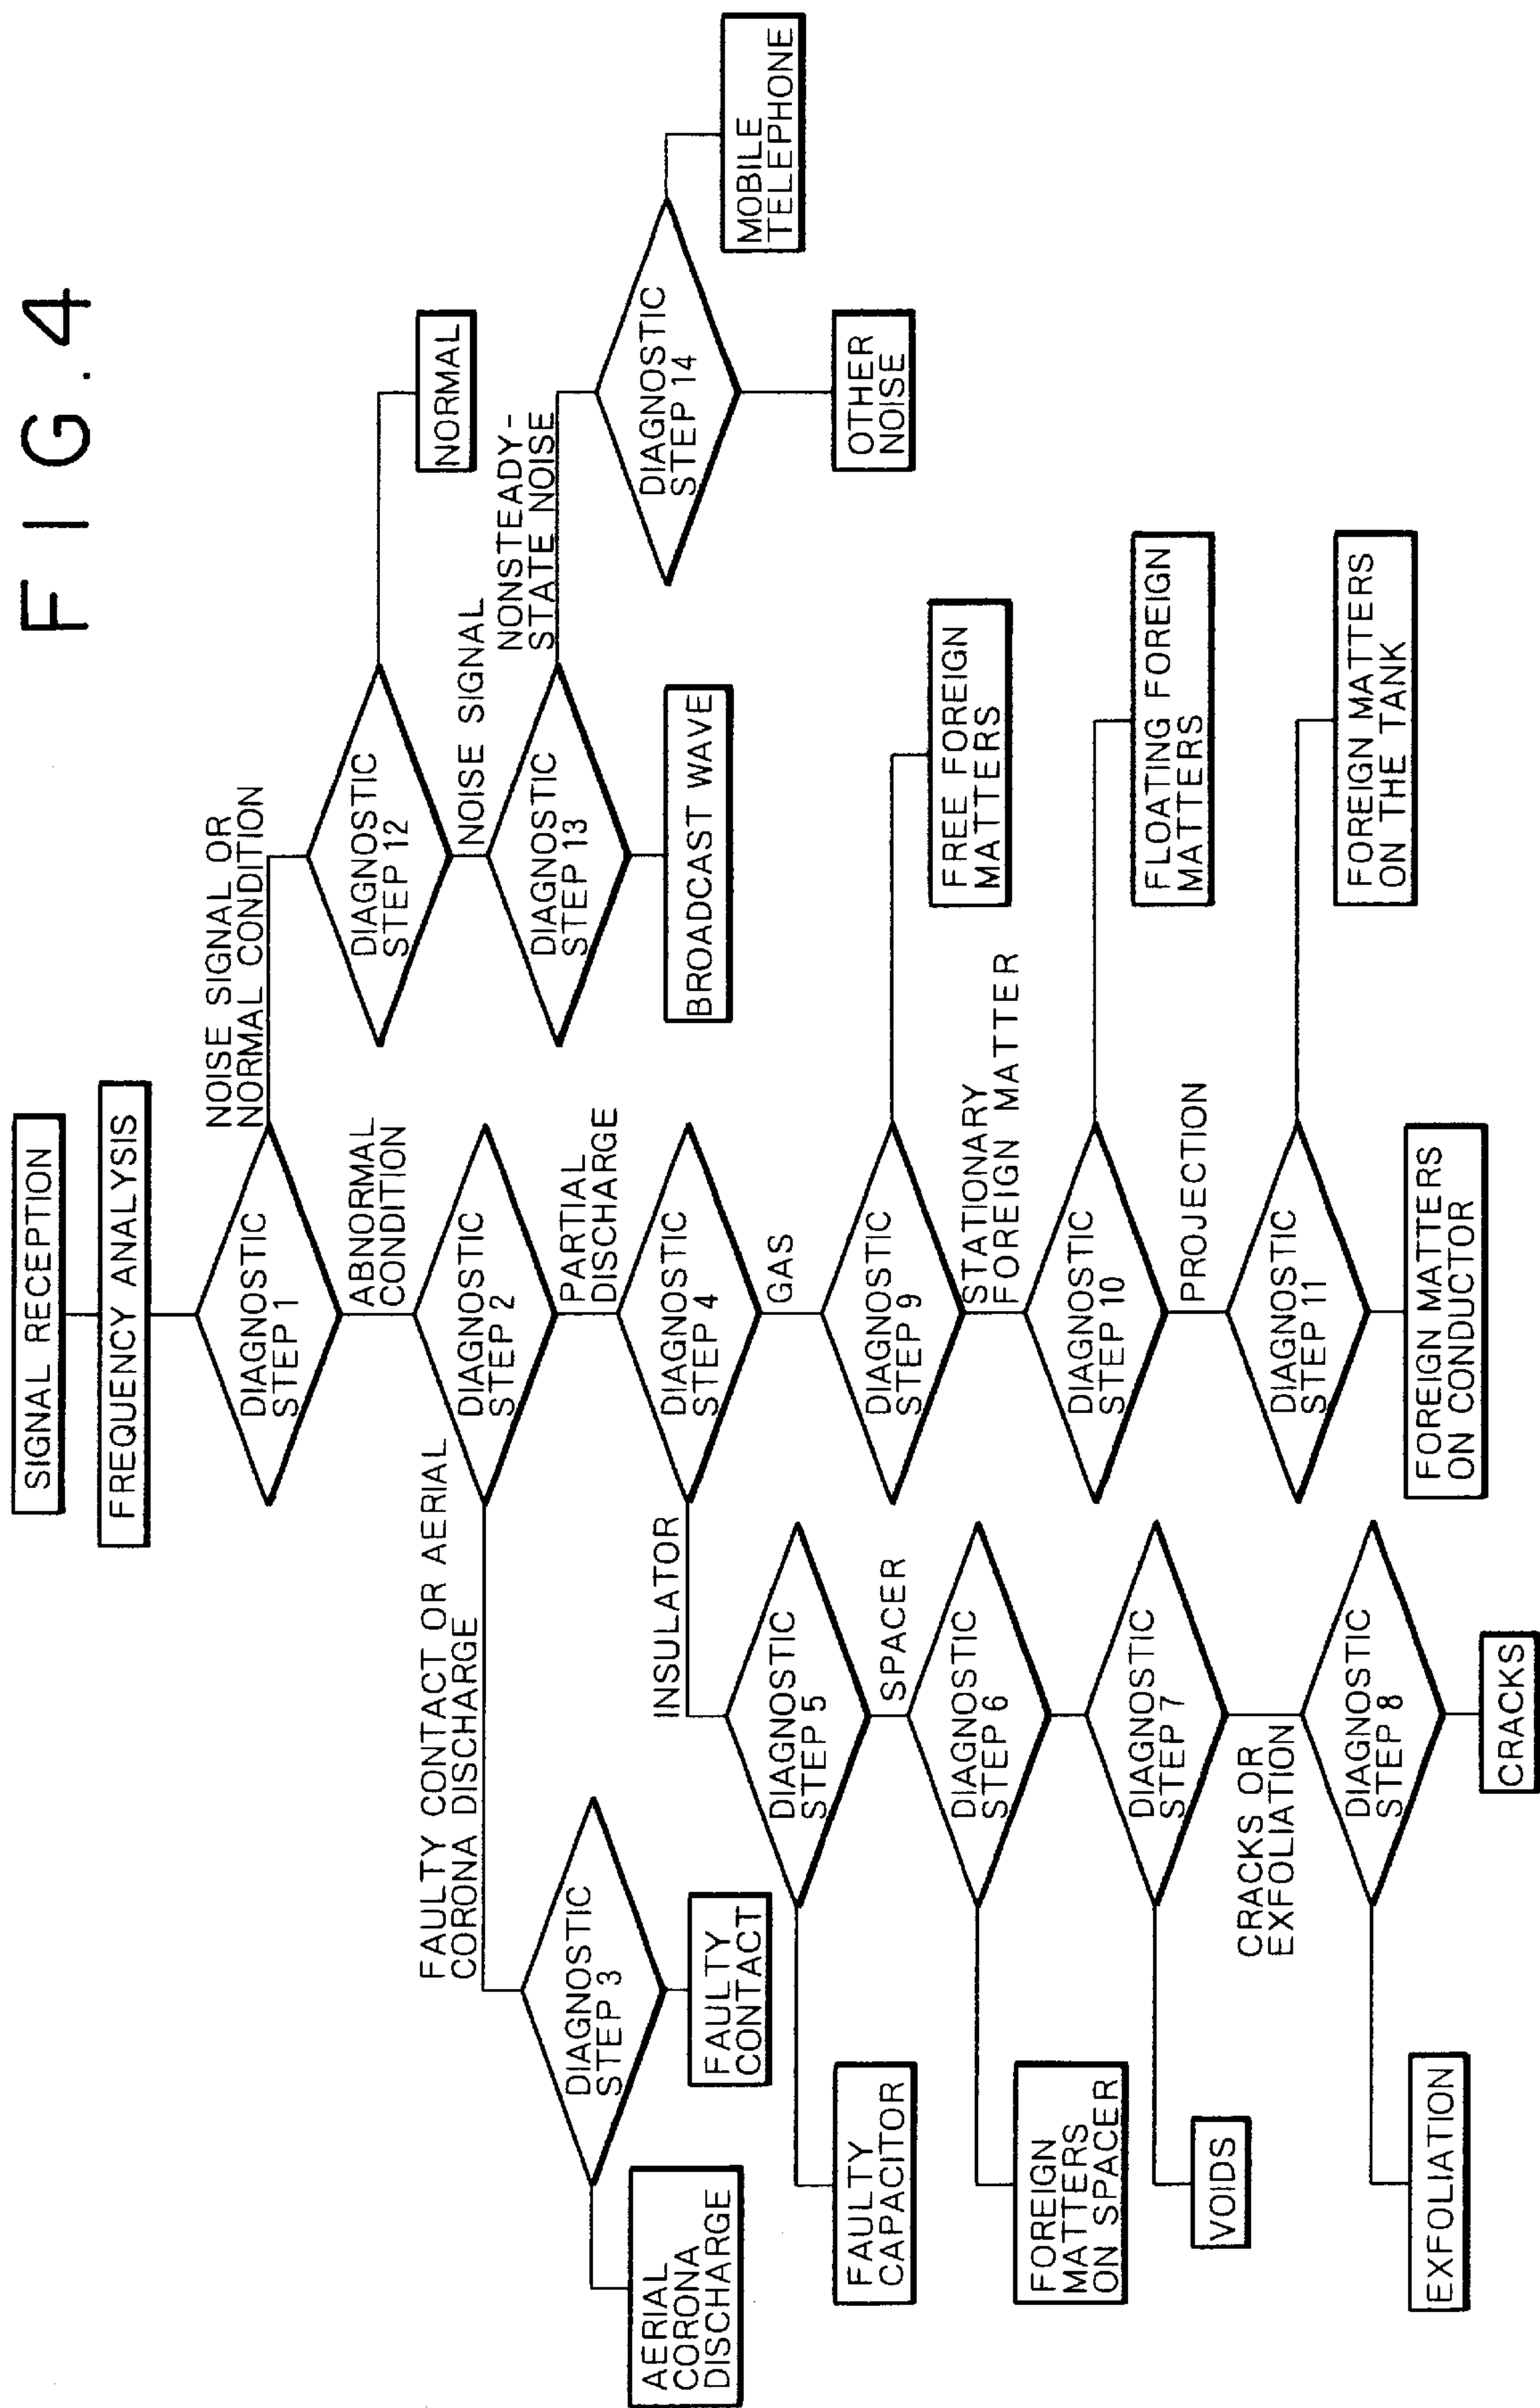 FIG.4
SIGNAL RECEPTION
FREQUENCY ANALYSIS
DIAGNOSTIC
STEP 1
NOISE SIGNAL OR
NORMAL CONDITION
DIAGNOSTIC
STEP 12
NORMAL
NOISE SIGNAL
DIAGNOSTIC
STEP 13
NONSTEADY-
STATE NOISE
BROADCAST WAVE
DIAGNOSTIC
STEP 14
MOBILE
TELEPHONE
OTHER
NOISE
ABNORMAL
CONDITION
DIAGNOSTIC
STEP 2
FAULTY CONTACT OR AERIAL
CORONA DISCHARGE
DIAGNOSTIC
STEP 3
AERIAL
CORONA
DISCHARGE
FAULTY
CONTACT
PARTIAL
DISCHARGE
DIAGNOSTIC
STEP 4
INSULATOR
DIAGNOSTIC
STEP 5
FAULTY
CAPACITOR
SPACER
DIAGNOSTIC
STEP 6
FOREIGN
MATTERS
ON SPACER
DIAGNOSTIC
STEP 7
VOIDS
CRACKS OR
EXFOLIATION
DIAGNOSTIC
STEP 8
EXFOLIATION
CRACKS
GAS
DIAGNOSTIC
STEP 9
FREE FOREIGN
MATTERS
STATIONARY
FOREIGN MATTER
DIAGNOSTIC
STEP 10
FLOATING FOREIGN
MATTERS
PROJECTION
DIAGNOSTIC
STEP 11
FOREIGN MATTERS
ON THE TANK
FOREIGN MATTERS
ON CONDUCTOR